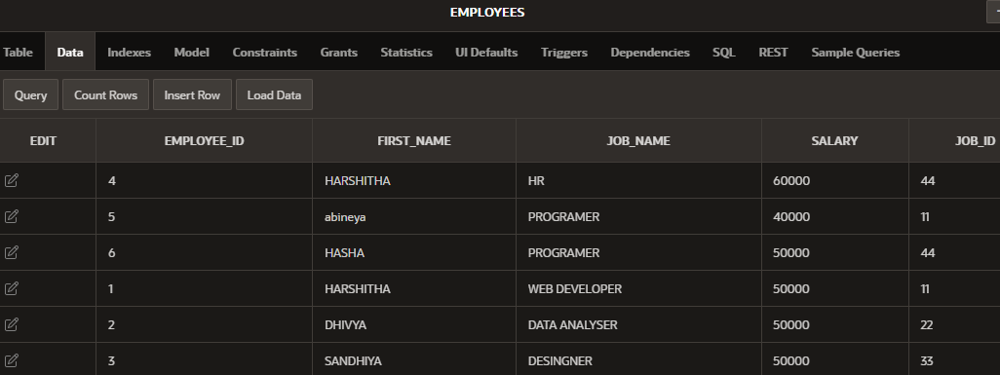 EMPLOYEES
Table Data Indexes Model Constraints Grants Statistics UI Defaults Triggers Dependencies SQL REST Sample Queries
Query Count Rows Insert Row Load Data
EDIT EMPLOYEE_ID FIRST_NAME JOB_NAME SALARY JOB_ID
4 HARSHITHA HR 60000 44
5 abineya PROGRAMER 40000 11
6 HASHA PROGRAMER 50000 44
1 HARSHITHA WEB DEVELOPER 50000 11
2 DHIVYA DATA ANALYSER 50000 22
3 SANDHIYA DESINGNER 50000 33